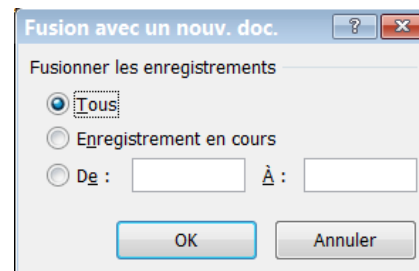 Fusion avec un nouv. doc.
Fusionner les enregistrements
Tous
Enregistrement en cours
De : À :
OK Annuler